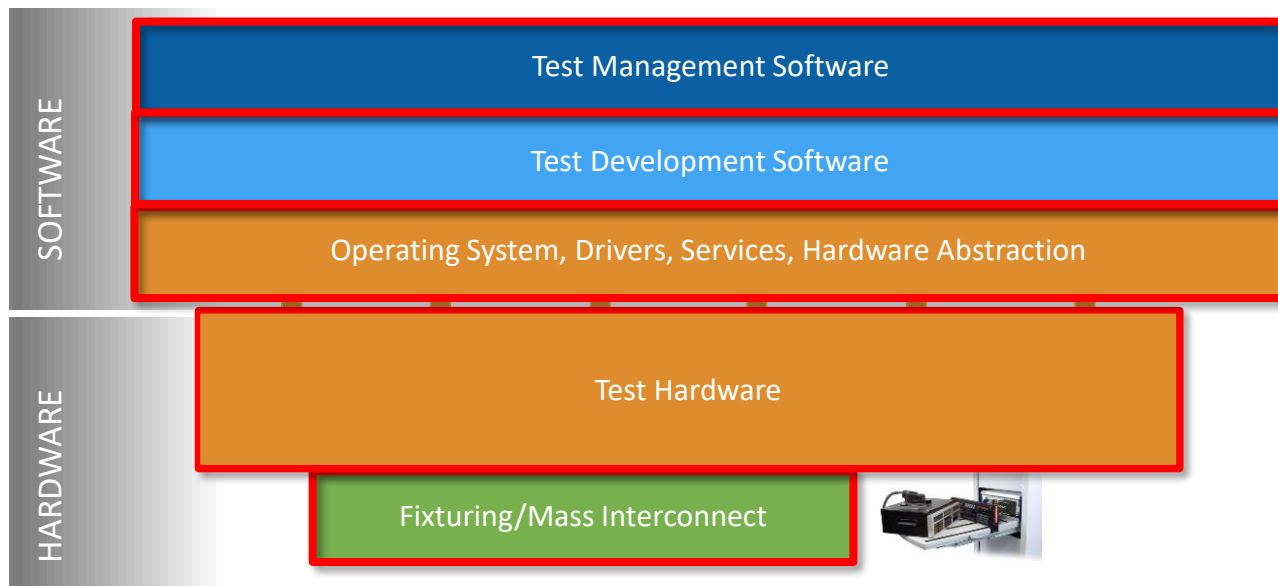 SOFTWARE
Test Management Software
Test Development Software
Operating System, Drivers, Services, Hardware Abstraction
HARDWARE
Test Hardware
Fixturing/Mass Interconnect